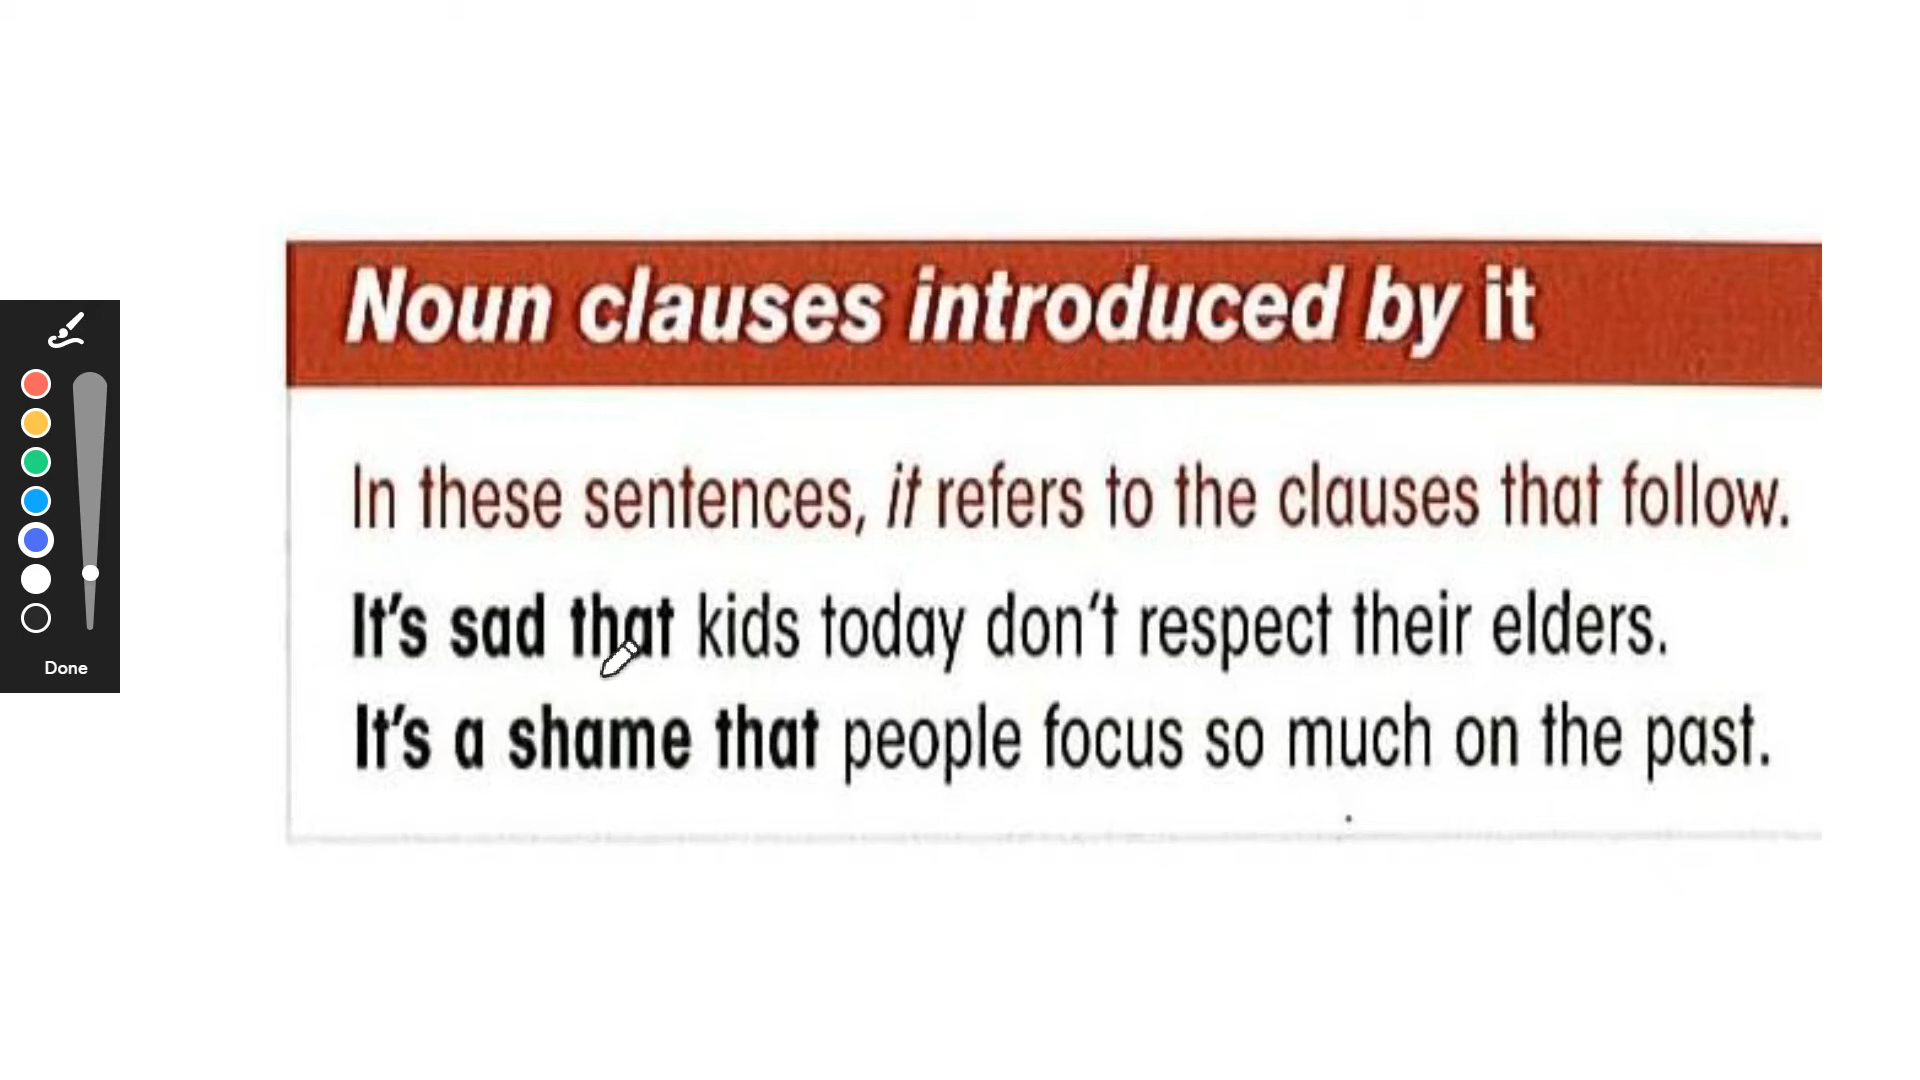 Noun clauses introduced by it
In these sentences, it refers to the clauses that follow.
It's sad that kids today don't respect their elders.
It's a shame that people focus so much on the past.
Done